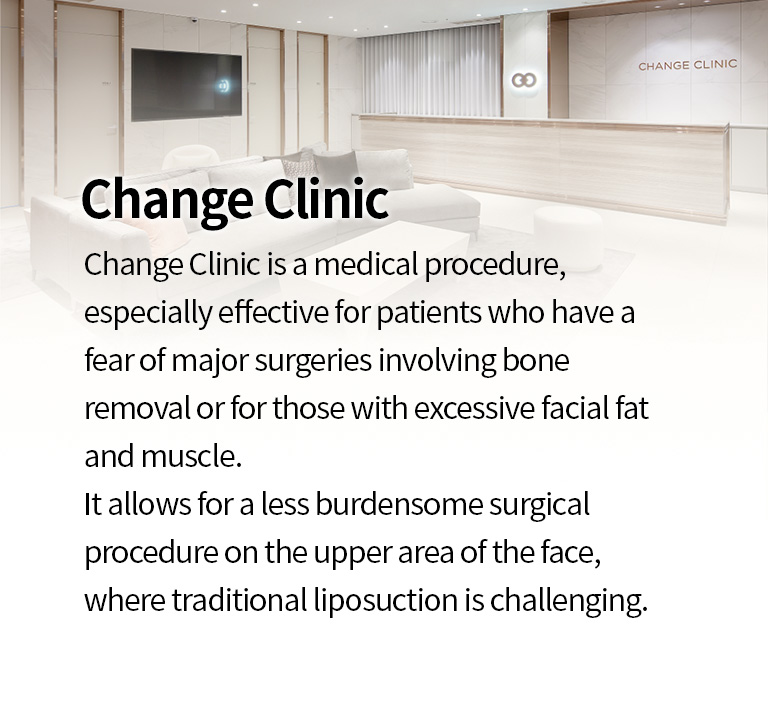 CHANGE CLINIC
Change Clinic
Change Clinic is a medical procedure,
especially effective for patients who have a
fear of major surgeries involving bone
removal or for those with excessive facial fat
and muscle.
It allows for a less burdensome surgical
procedure on the upper area of the face,
where traditional liposuction is challenging.